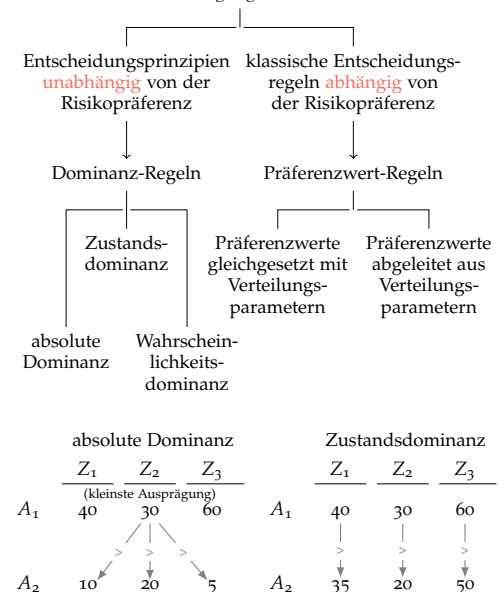 Entscheidungsprinzipien
unabhängig von der
Risikopräferenz
klassische Entscheidungs-
regeln abhängig von
der Risikopräferenz
Dominanz-Regeln
Präferenzwert-Regeln
Zustands-
dominanz
Präferenzwerte
gleichgesetzt mit
Verteilungs-
parametern
Präferenzwerte
abgeleitet aus
Verteilungs-
parametern
absolute
Dominanz
Wahrschein-
lichkeits-
dominanz
absolute Dominanz
Z1 Z2 Z3
(kleinste Ausprägung)
A1 40 30 60
> > >
A2 10 20 5
Zustandsdominanz
Z1 Z2 Z3
A1 40 30 60
> > >
A2 35 20 50